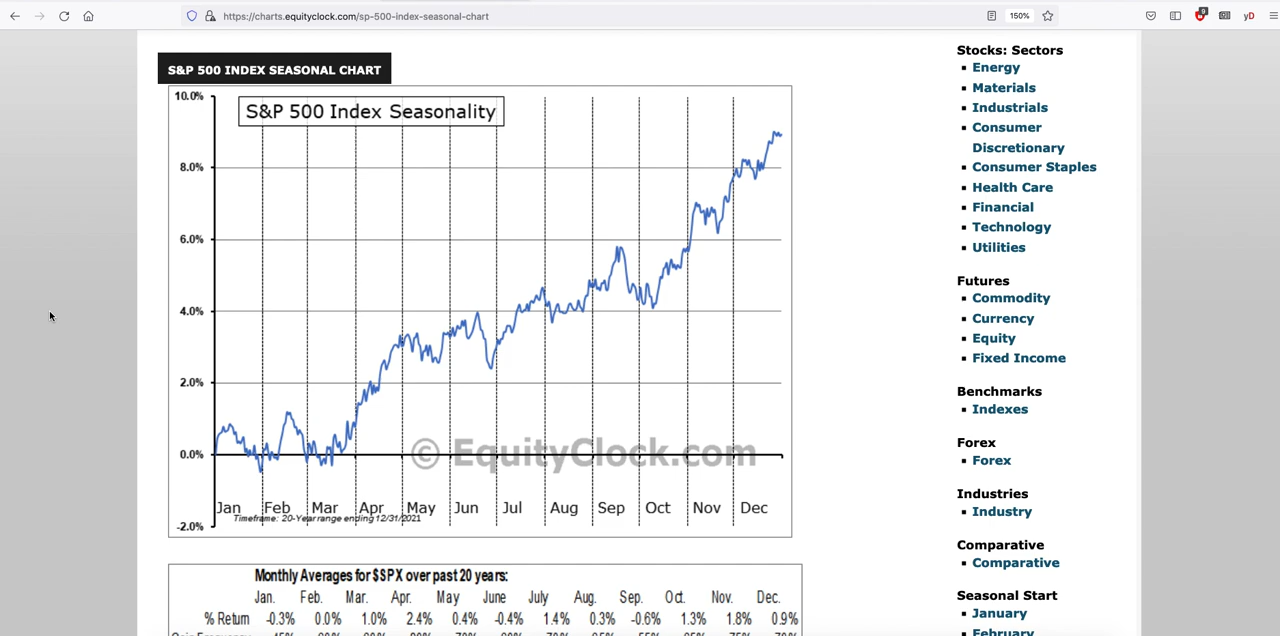 https://charts.equityclock.com/sp-500-index-seasonal-chart
150%
9
yD
S&P 500 INDEX SEASONAL CHART
S&P 500 Index Seasonality
10.0%
8.0%
6.0%
4.0%
2.0%
0.0%
-2.0%
© EquityClock.com
Jan Feb Mar Apr May Jun Jul Aug Sep Oct Nov Dec
Timeframe: 20-Year range ending 12/31/2021
Monthly Averages for $SPX over past 20 years:
Jan. Feb. Mar. Apr. May June July Aug. Sep. Oct. Nov. Dec.
% Return -0.3% 0.0% 1.0% 2.4% 0.4% -0.4% 1.4% 0.3% -0.6% 1.3% 1.8% 0.9%
Stocks: Sectors
Energy
Materials
Industrials
Consumer
Discretionary
Consumer Staples
Health Care
Financial
Technology
Utilities
Futures
Commodity
Currency
Equity
Fixed Income
Benchmarks
Indexes
Forex
Forex
Industries
Industry
Comparative
Comparative
Seasonal Start
January
February